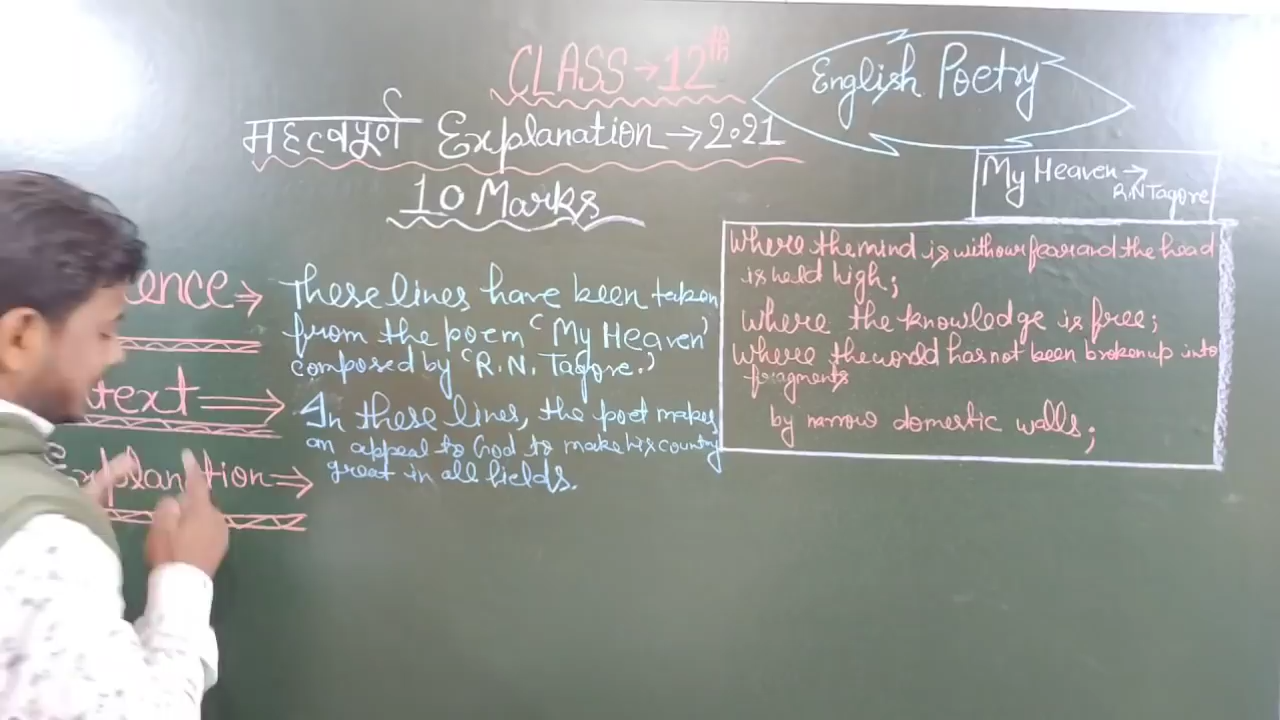 CLASS→12th
English Poetry
महत्वपूर्ण Explanation→2021
10 Marks
My Heaven→
R.N Tagore
Where the mind is without fear and the head
is held high;
Where the knowledge is free;
Where the world has not been broken up into
fragments
by narrow domestic walls;
ence⇒ These lines have been taken
from the poem ‘My Heaven’
composed by ‘R.N. Tagore.’
text⇒ In these lines, the poet makes
an appeal to God to make his country
great in all fields.
Explanation⇒